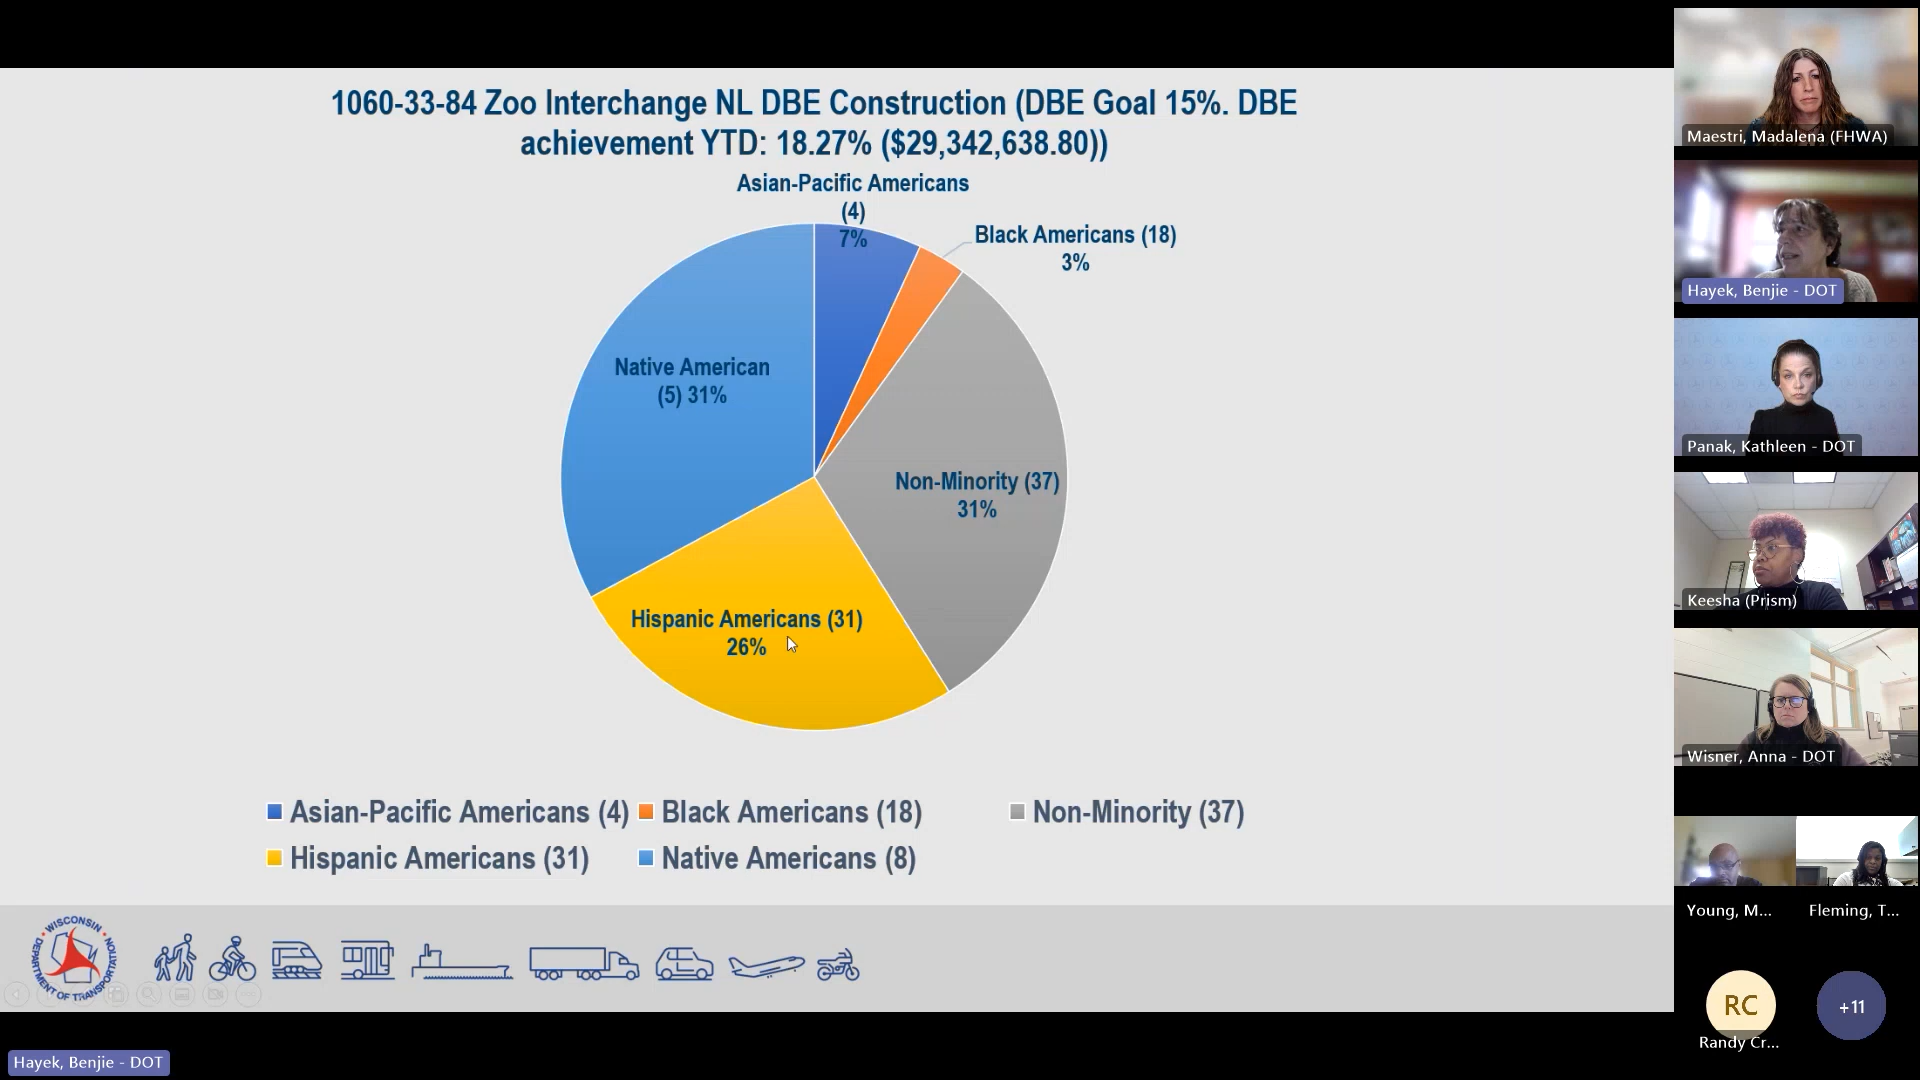 1060-33-84 Zoo Interchange NL DBE Construction (DBE Goal 15%. DBE
achievement YTD: 18.27% ($29,342,638.80))
Asian-Pacific Americans
(4)
7%
Black Americans (18)
3%
Native American
(5) 31%
Non-Minority (37)
31%
Hispanic Americans (31)
26%
Asian-Pacific Americans (4)
Black Americans (18)
Non-Minority (37)
Hispanic Americans (31)
Native Americans (8)
WISCONSIN
DEPARTMENT OF TRANSPORTATION
Hayek, Benjie - DOT
Maestri, Madalena (FHWA)
Hayek, Benjie - DOT
Panak, Kathleen - DOT
Keesha (Prism)
Wisner, Anna - DOT
Young, M...
Fleming, T...
RC
Randy Cr...
+11